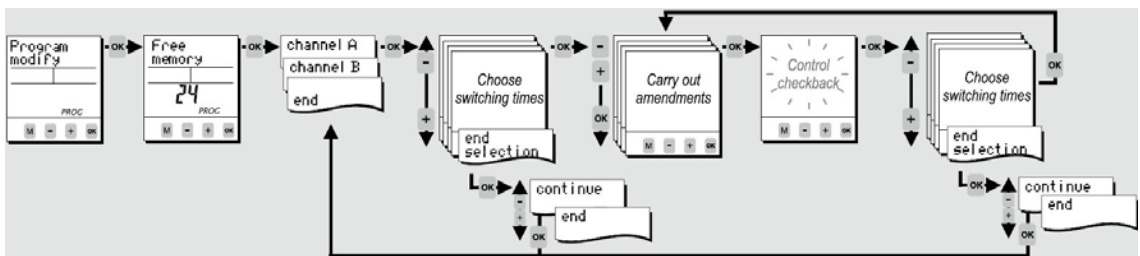 Program
modify
PROG
M - + OK
OK
Free
memory
24
PROG
M - + OK
OK
channel A
channel B
end
OK
-
+
Choose
switching times
end
selection
OK
-
+
OK
continue
end
OK
-
+
OK
Carry out
amendments
M - + OK
OK
Control
checkback
M - + OK
OK
-
+
Choose
switching times
end
selection
OK
OK
-
+
OK
continue
end